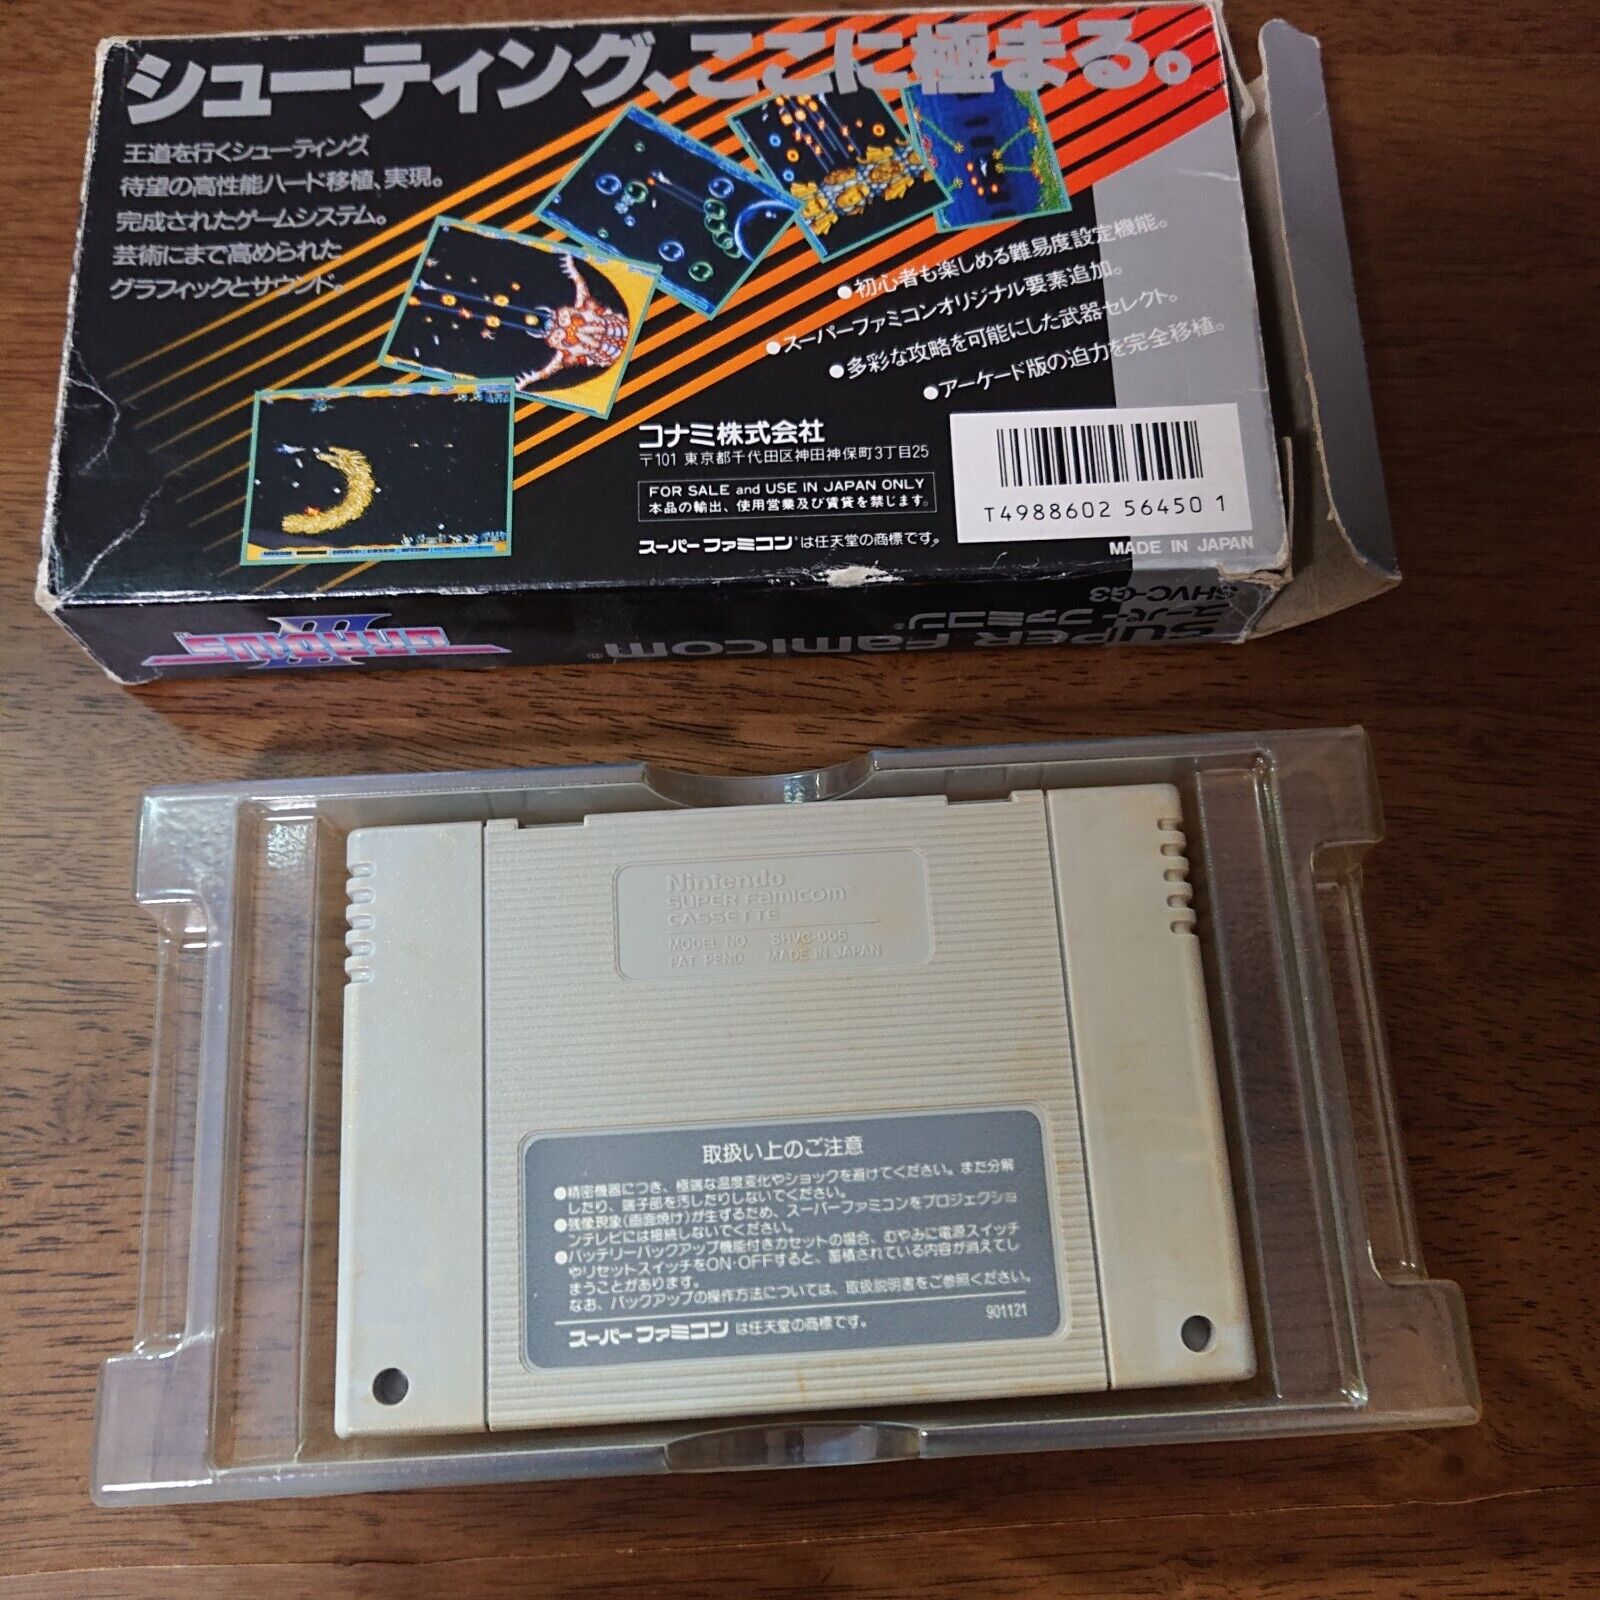 シューティング、ここに極まる。
王道を行くシューティング
待望の高性能ハード移植、実現。
完成されたゲームシステム。
芸術にまで高められた
グラフィックとサウンド。
●初心者も楽しめる難易度設定機能。
●スーパーファミコンオリジナル要素追加。
●多彩な攻略を可能にした武器セレクト。
●アーケード版の迫力を完全移植。
コナミ株式会社
〒101 東京都千代田区神田神保町3丁目25
FOR SALE and USE IN JAPAN ONLY
本品の輸出、使用営業及び賃貸を禁じます。
スーパーファミコン は任天堂の商標です。
T4988602 56450 1
MADE IN JAPAN
GRADIUS III
SUPER Famicom®
スーパーファミコン®
SHVC-G3
Nintendo
SUPER Famicom
CASSETTE
MODEL NO. SHVC-006
PAT PEND. MADE IN JAPAN
取扱い上のご注意
●精密機器につき、極端な温度変化やショックを避けてください。また分解
したり、端子部を汚したりしないでください。
●残像現象(画面焼け)が生ずるため、スーパーファミコンをプロジェクショ
ンテレビには接続しないでください。
●バッテリーバックアップ機能付きカセットの場合、むやみに電源スイッチ
やリセットスイッチをON-OFFすると、蓄積されている内容が消えてし
まうことがあります。
なお、バックアップの操作方法については、取扱説明書をご参照ください。
スーパーファミコン は任天堂の商標です。
901121